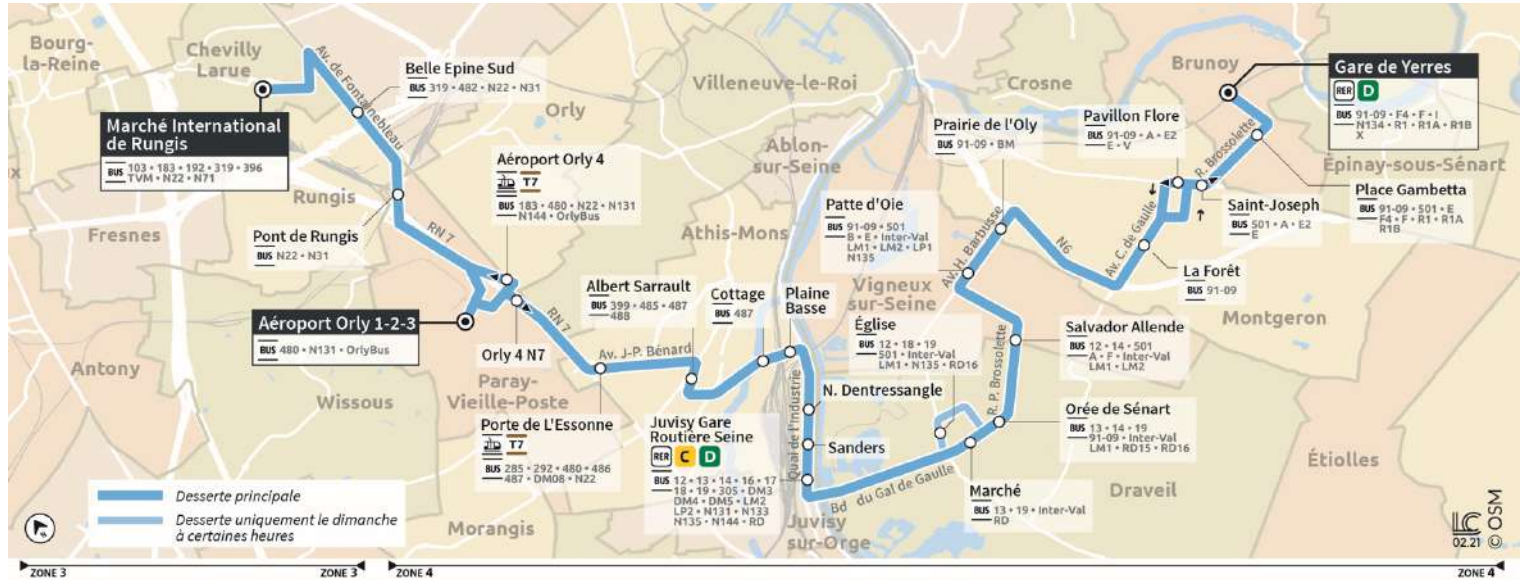 Bourg-
la-Reine
Chevilly
Larue
Av. de Fontainebleau
Belle Epine Sud
BUS 319 • 482 • N22 • N31
Marché International
de Rungis
BUS 103 • 183 • 192 • 319 • 396
TVM • N22 • N71
Orly
Villeneuve-le-Roi
Crosne
Brunoy
Gare de Yerres
RER D
BUS 91-09 • F4 • F • I
N134 • R1 • R1A • R1B
X
Pavillon Flore
BUS 91-09 • A • E2
E • V
Prairie de l'Oly
BUS 91-09 • BM
Ablon-
sur-Seine
R. Brossolette
Épinay-sous-Sénart
Place Gambetta
BUS 91-09 • 501 • E
F4 • F • R1 • R1A
R1B
Saint-Joseph
BUS 501 • A • E2
E
Aéroport Orly 4
T7
BUS 183 • 480 • N22 • N131
N144 • OrlyBus
Rungis
Fresnes
Pont de Rungis
BUS N22 • N31
RN 7
Athis-Mons
Patte d'Oie
BUS 91-09 • 501
B • E • Inter-Val
LM1 • LM2 • LP1
N135
Av. H. Barbusse
N6
Av. C. de Gaulle
La Forêt
BUS 91-09
Montgeron
Vigneux
sur-Seine
Albert Sarrault
BUS 399 • 485 • 487
488
Cottage
BUS 487
Plaine
Basse
Église
BUS 12 • 18 • 19
501 • Inter-Val
LM1 • N135 • RD16
Salvador Allende
BUS 12 • 14 • 501
A • F • Inter-Val
LM1 • LM2
Aéroport Orly 1-2-3
BUS 480 • N131 • OrlyBus
Orly 4 N7
RN 7
Av. J-P. Bénard
Antony
Wissous
Paray-
Vieille-Poste
N. Dentressangle
R. P. Brossolette
Orée de Sénart
BUS 13 • 14 • 19
91-09 • Inter-Val
LM1 • RD15 • RD16
Porte de L'Essonne
T7
BUS 285 • 292 • 480 • 486
487 • DM08 • N22
Juvisy Gare
Routière Seine
RER C D
BUS 12 • 13 • 14 • 16 • 17
18 • 19 • 305 • DM3
DM4 • DM5 • LM2
LP2 • N131 • N133
N135 • N144 • RD
Quai de l'Industrie
Sanders
Bd du Gal de Gaulle
Marché
BUS 13 • 19 • Inter-Val
RD
Draveil
Étiolles
Desserte principale
Desserte uniquement le dimanche
à certaines heures
Morangis
Juvisy
sur-Orge
LC
02.21
© OSM
ZONE 3
ZONE 3
ZONE 4
ZONE 4